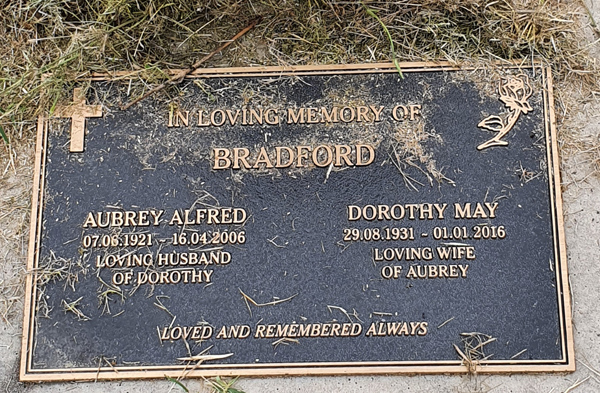 IN LOVING MEMORY OF
BRADFORD
AUBREY ALFRED
07.06.1921 - 16.04.2006
LOVING HUSBAND
OF DOROTHY
DOROTHY MAY
29.08.1931 - 01.01.2016
LOVING WIFE
OF AUBREY
LOVED AND REMEMBERED ALWAYS